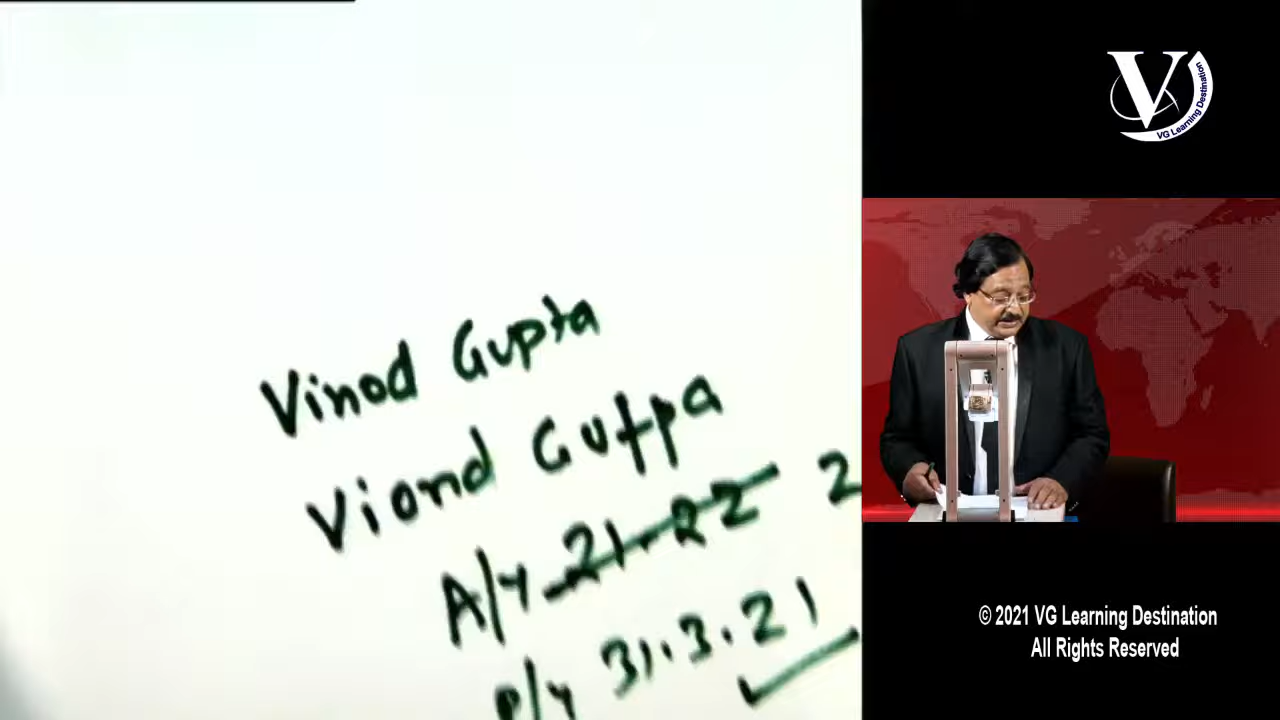 Vinod Gupta
Viond Gutpa
A/Y 21-22 2
P/Y 31.3.21
V
VG Learning Destination
© 2021 VG Learning Destination
All Rights Reserved